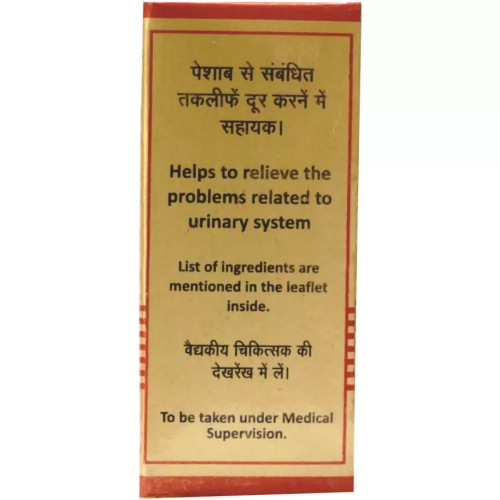 पेशाब से संबंधित
तकलीफें दूर करनें में
सहायक।
Helps to relieve the
problems related to
urinary system
List of ingredients are
mentioned in the leaflet
inside.
वैद्यकीय चिकित्सक की
देखरेंख में लें।
To be taken under Medical
Supervision.